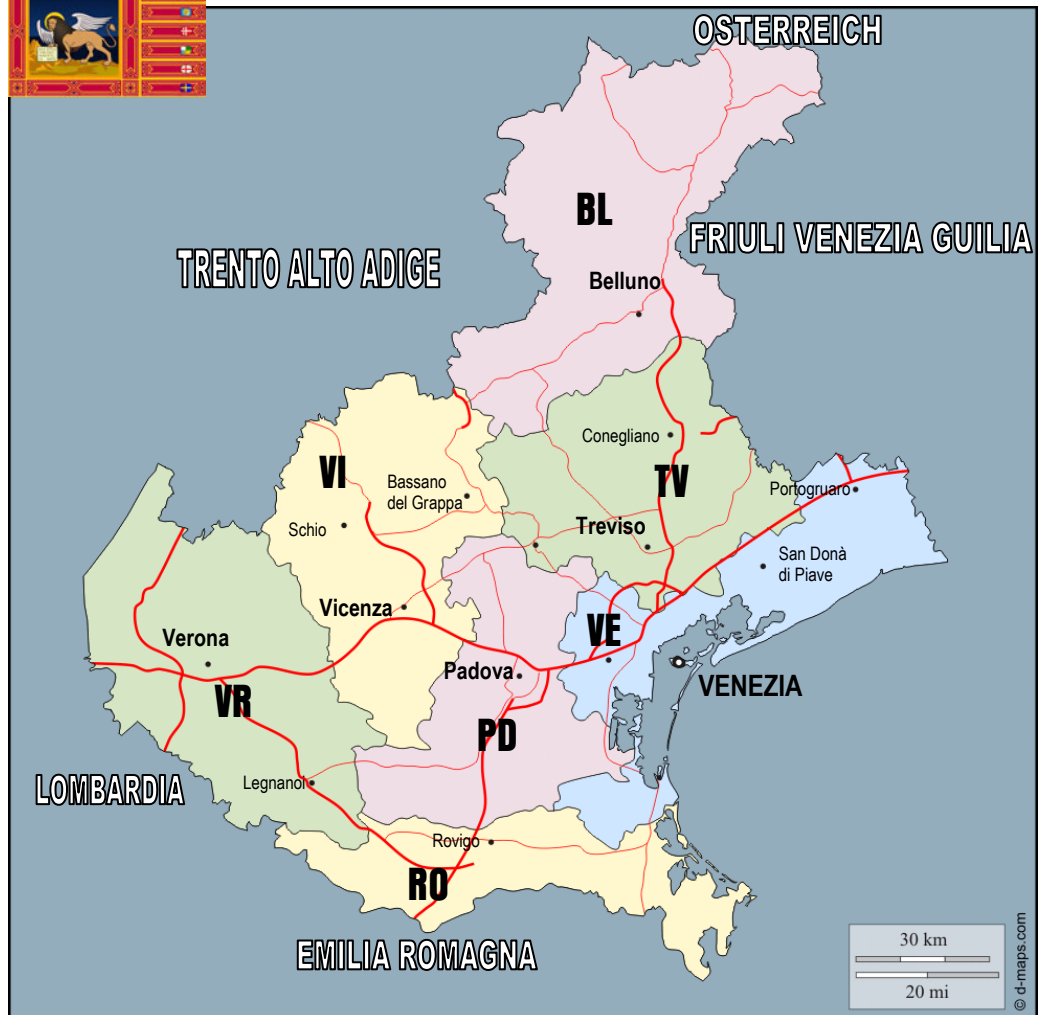 OSTERREICH
BL
FRIULI VENEZIA GUILIA
TRENTO ALTO ADIGE
Belluno
Conegliano
VI
TV
Bassano
del Grappa
Portogruaro
Schio
Treviso
San Donà
di Piave
Vicenza
VE
Verona
Padova
VENEZIA
VR
PD
LOMBARDIA
Legnanoi
Rovigo
RO
EMILIA ROMAGNA
30 km
20 mi
© d-maps.com